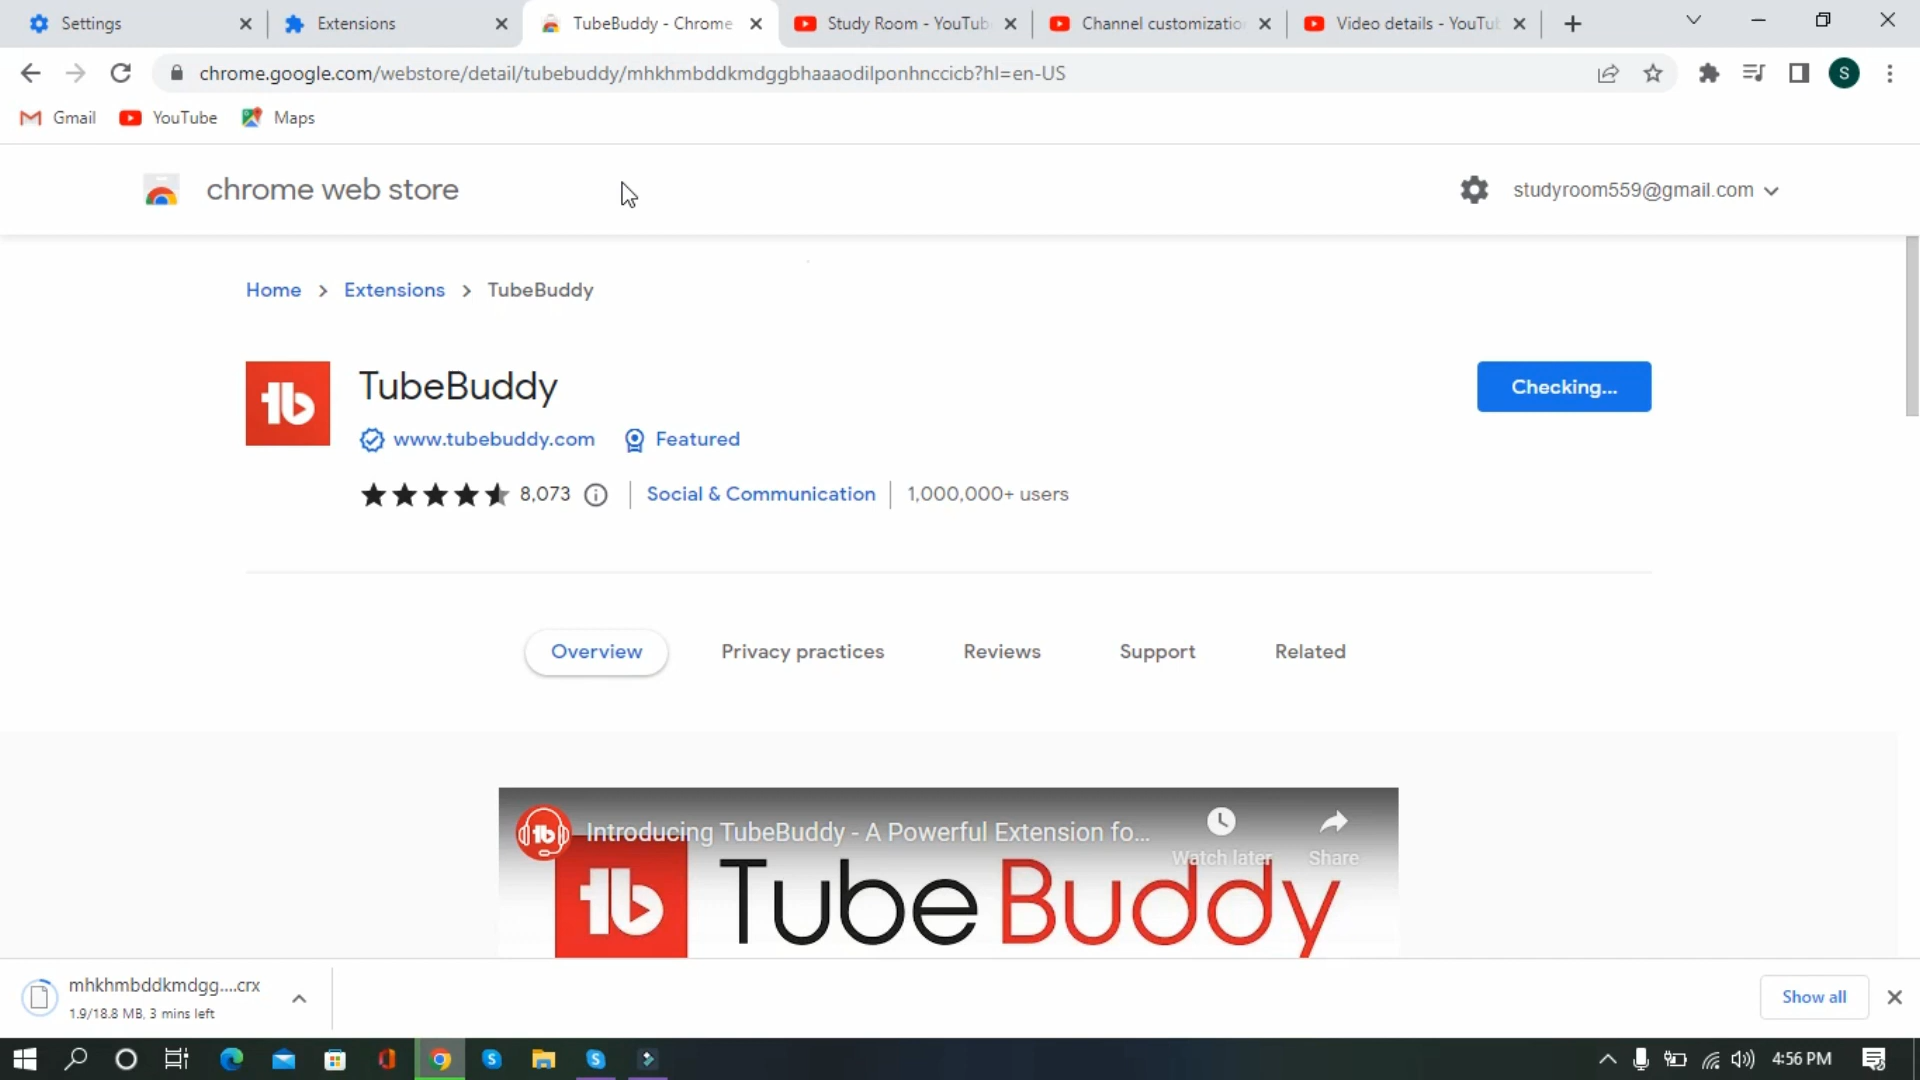 Settings
Extensions
TubeBuddy - Chrome
Study Room - YouTub
Channel customizatio
Video details - YouTub
chrome.google.com/webstore/detail/tubebuddy/mhkhmbddkmdggbhaaaodilponhnccicb?hl=en-US
S
Gmail
YouTube
Maps
chrome web store
studyroom559@gmail.com
Home > Extensions > TubeBuddy
tb
TubeBuddy
Checking...
www.tubebuddy.com
Featured
8,073
Social & Communication
1,000,000+ users
Overview
Privacy practices
Reviews
Support
Related
tb
Introducing TubeBuddy - A Powerful Extension fo...
Watch later
Share
tb
TubeBuddy
mhkhmbddkmdgg....crx
1.9/18.8 MB, 3 mins left
Show all
4:56 PM